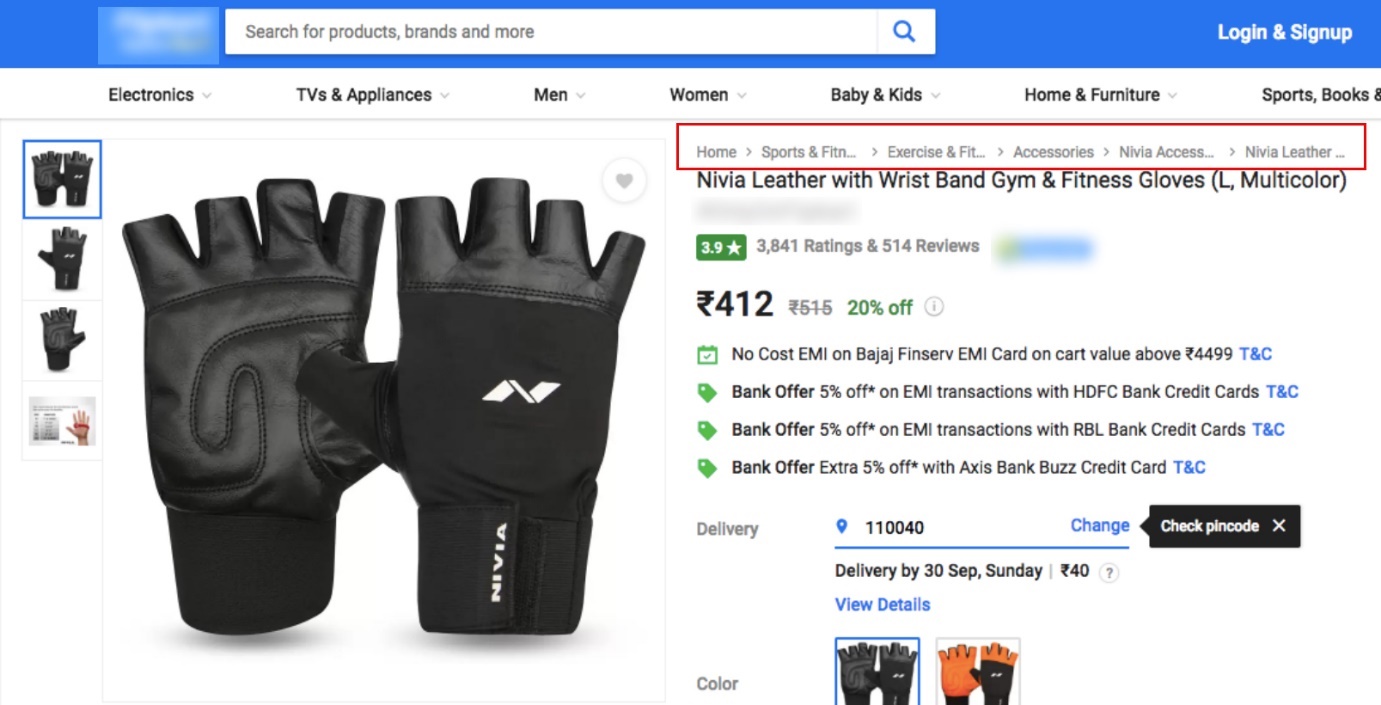 Search for products, brands and more
Login & Signup
Electronics
TVs & Appliances
Men
Women
Baby & Kids
Home & Furniture
Sports, Books &
Home > Sports & Fitn... > Exercise & Fit... > Accessories > Nivia Access... > Nivia Leather ...
Nivia Leather with Wrist Band Gym & Fitness Gloves (L, Multicolor)
3.9★ 3,841 Ratings & 514 Reviews
₹412 ₹515 20% off
No Cost EMI on Bajaj Finserv EMI Card on cart value above ₹4499 T&C
Bank Offer 5% off* on EMI transactions with HDFC Bank Credit Cards T&C
Bank Offer 5% off* on EMI transactions with RBL Bank Credit Cards T&C
Bank Offer Extra 5% off* with Axis Bank Buzz Credit Card T&C
Delivery
110040
Change
Check pincode ✕
Delivery by 30 Sep, Sunday | ₹40 ?
View Details
Color
NIVIA